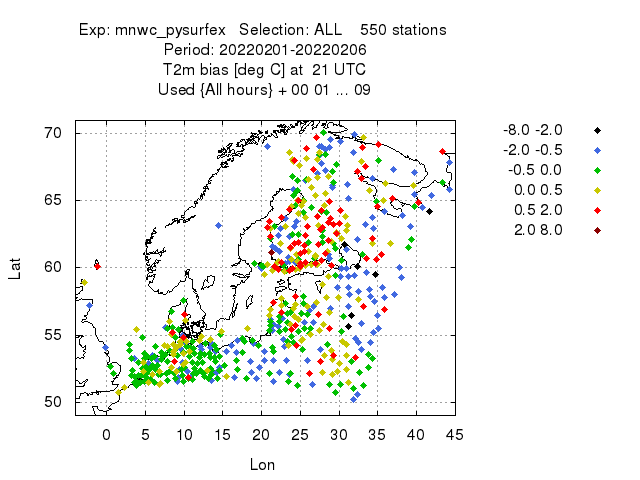 Exp: mnwc_pysurfex   Selection: ALL    550 stations
Period: 20220201-20220206
T2m bias [deg C] at  21 UTC
Used {All hours} + 00 01 ... 09
70
65
60
55
50
Lat
0 5 10 15 20 25 30 35 40 45
Lon
-8.0 -2.0
-2.0 -0.5
-0.5 0.0
0.0 0.5
0.5 2.0
2.0 8.0